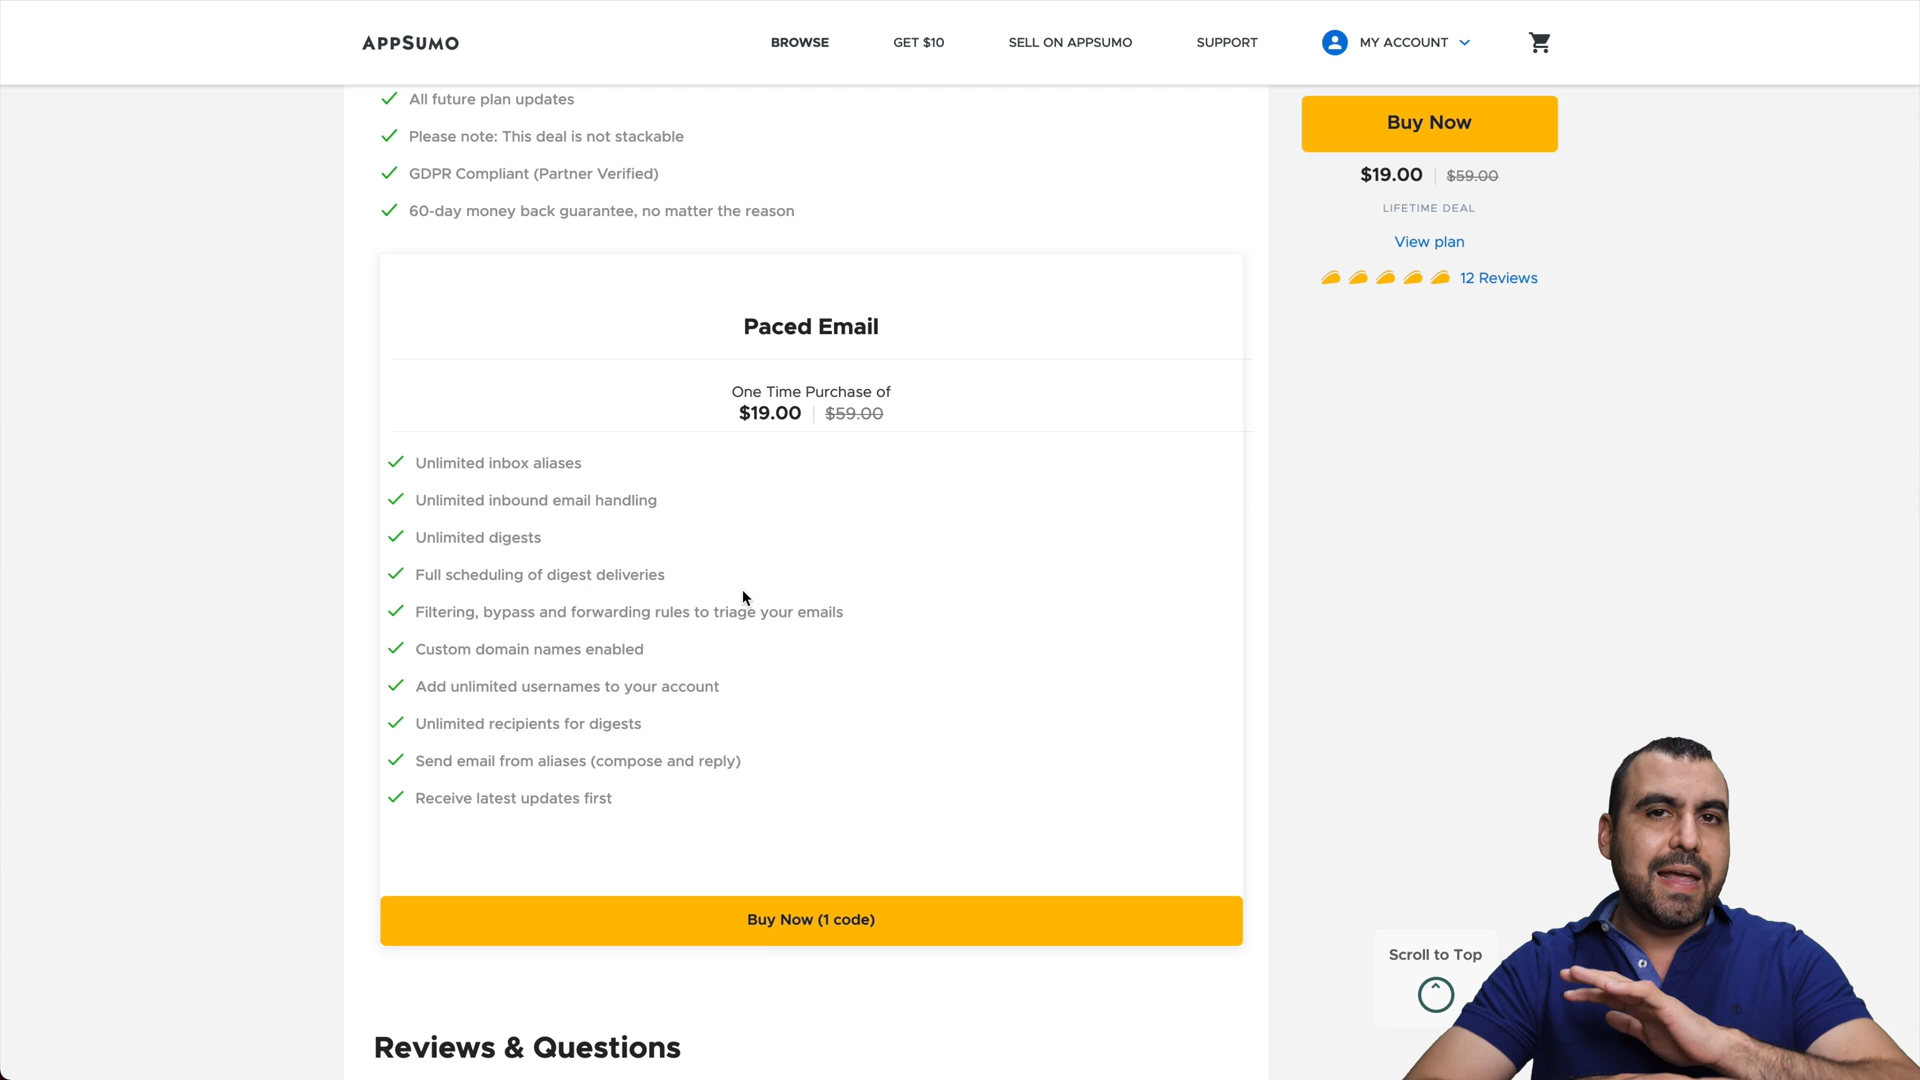 APPSUMO
BROWSE
GET $10
SELL ON APPSUMO
SUPPORT
MY ACCOUNT
All future plan updates
Please note: This deal is not stackable
GDPR Compliant (Partner Verified)
60-day money back guarantee, no matter the reason
Buy Now
$19.00 $59.00
LIFETIME DEAL
View plan
12 Reviews
Paced Email
One Time Purchase of
$19.00 $59.00
Unlimited inbox aliases
Unlimited inbound email handling
Unlimited digests
Full scheduling of digest deliveries
Filtering, bypass and forwarding rules to triage your emails
Custom domain names enabled
Add unlimited usernames to your account
Unlimited recipients for digests
Send email from aliases (compose and reply)
Receive latest updates first
Buy Now (1 code)
Scroll to Top
Reviews & Questions